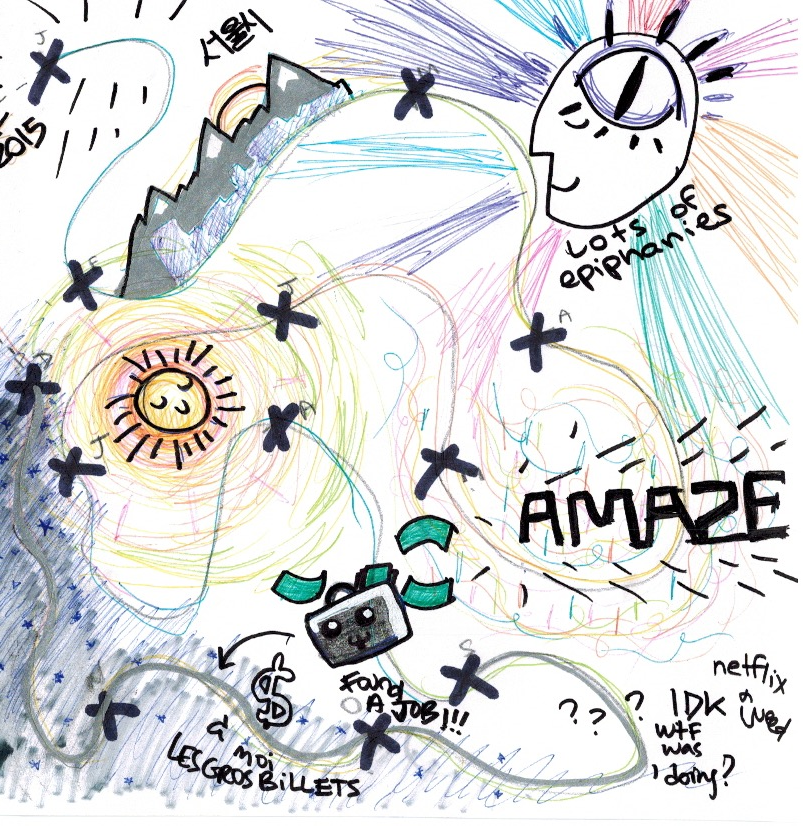 J
서울시
2015
F
Lots of
epiphanies
A
J
J
A
AMAZE
S
netflix
n weed
? ? ?
IDK
wtf
was
I doing?
Found
A JOB!!!
O
$
à moi
LES GROS BILLETS